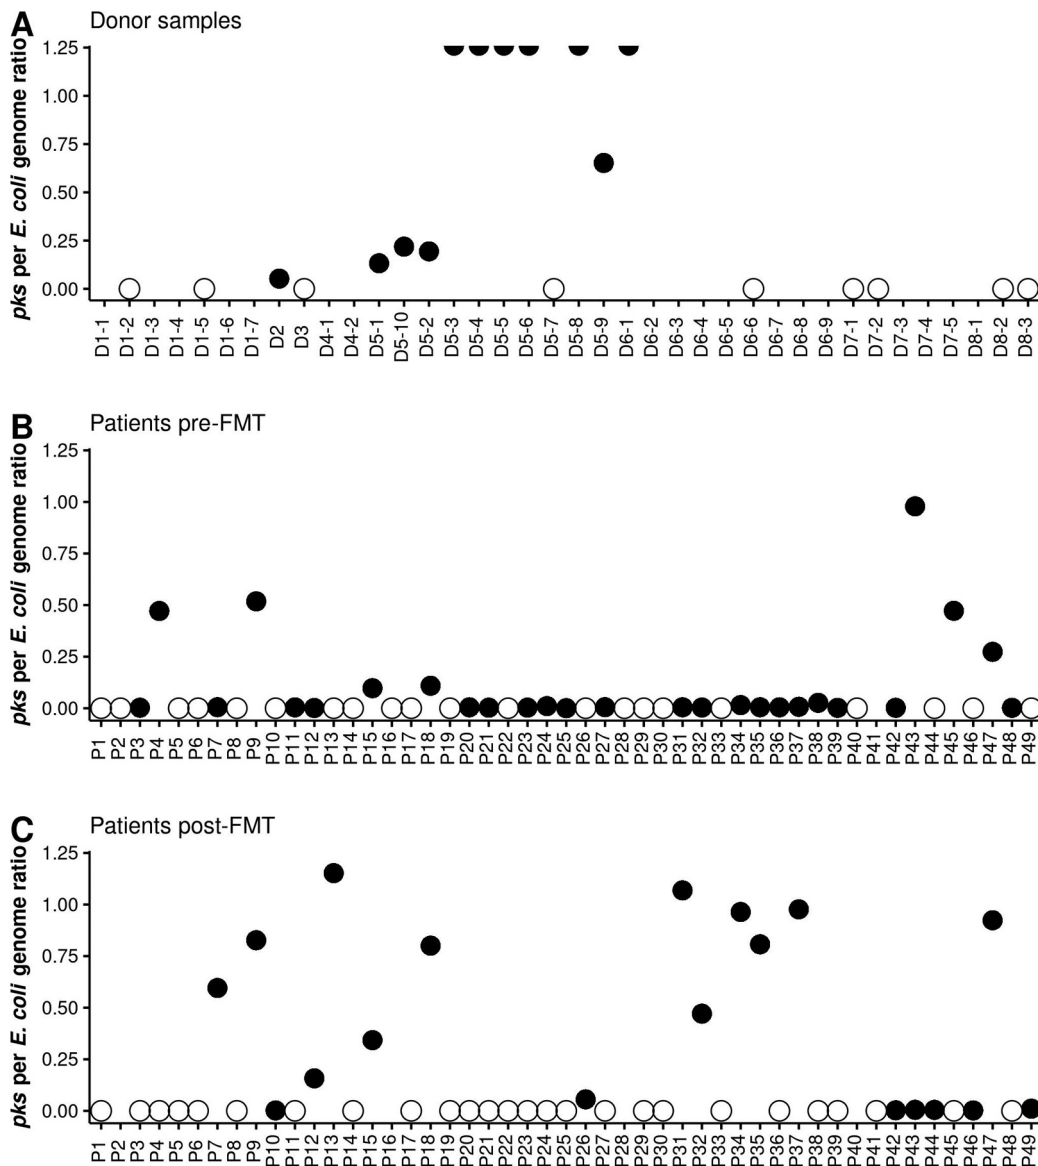 A
Donor samples
pks per E. coli genome ratio
1.25
1.00
0.75
0.50
0.25
0.00
D1-1 D1-2 D1-3 D1-4 D1-5 D1-6 D1-7 D2 D3 D4-1 D4-2 D5-1 D5-10 D5-2 D5-3 D5-4 D5-5 D5-6 D5-7 D5-8 D5-9 D6-1 D6-2 D6-3 D6-4 D6-5 D6-6 D6-7 D6-8 D6-9 D7-1 D7-2 D7-3 D7-4 D7-5 D8-1 D8-2 D8-3
B
Patients pre-FMT
pks per E. coli genome ratio
1.25
1.00
0.75
0.50
0.25
0.00
P1 P2 P3 P4 P5 P6 P7 P8 P9 P10 P11 P12 P13 P14 P15 P16 P17 P18 P19 P20 P21 P22 P23 P24 P25 P26 P27 P28 P29 P30 P31 P32 P33 P34 P35 P36 P37 P38 P39 P40 P41 P42 P43 P44 P45 P46 P47 P48 P49
C
Patients post-FMT
pks per E. coli genome ratio
1.25
1.00
0.75
0.50
0.25
0.00
P1 P2 P3 P4 P5 P6 P7 P8 P9 P10 P11 P12 P13 P14 P15 P16 P17 P18 P19 P20 P21 P22 P23 P24 P25 P26 P27 P28 P29 P30 P31 P32 P33 P34 P35 P36 P37 P38 P39 P40 P41 P42 P43 P44 P45 P46 P47 P48 P49